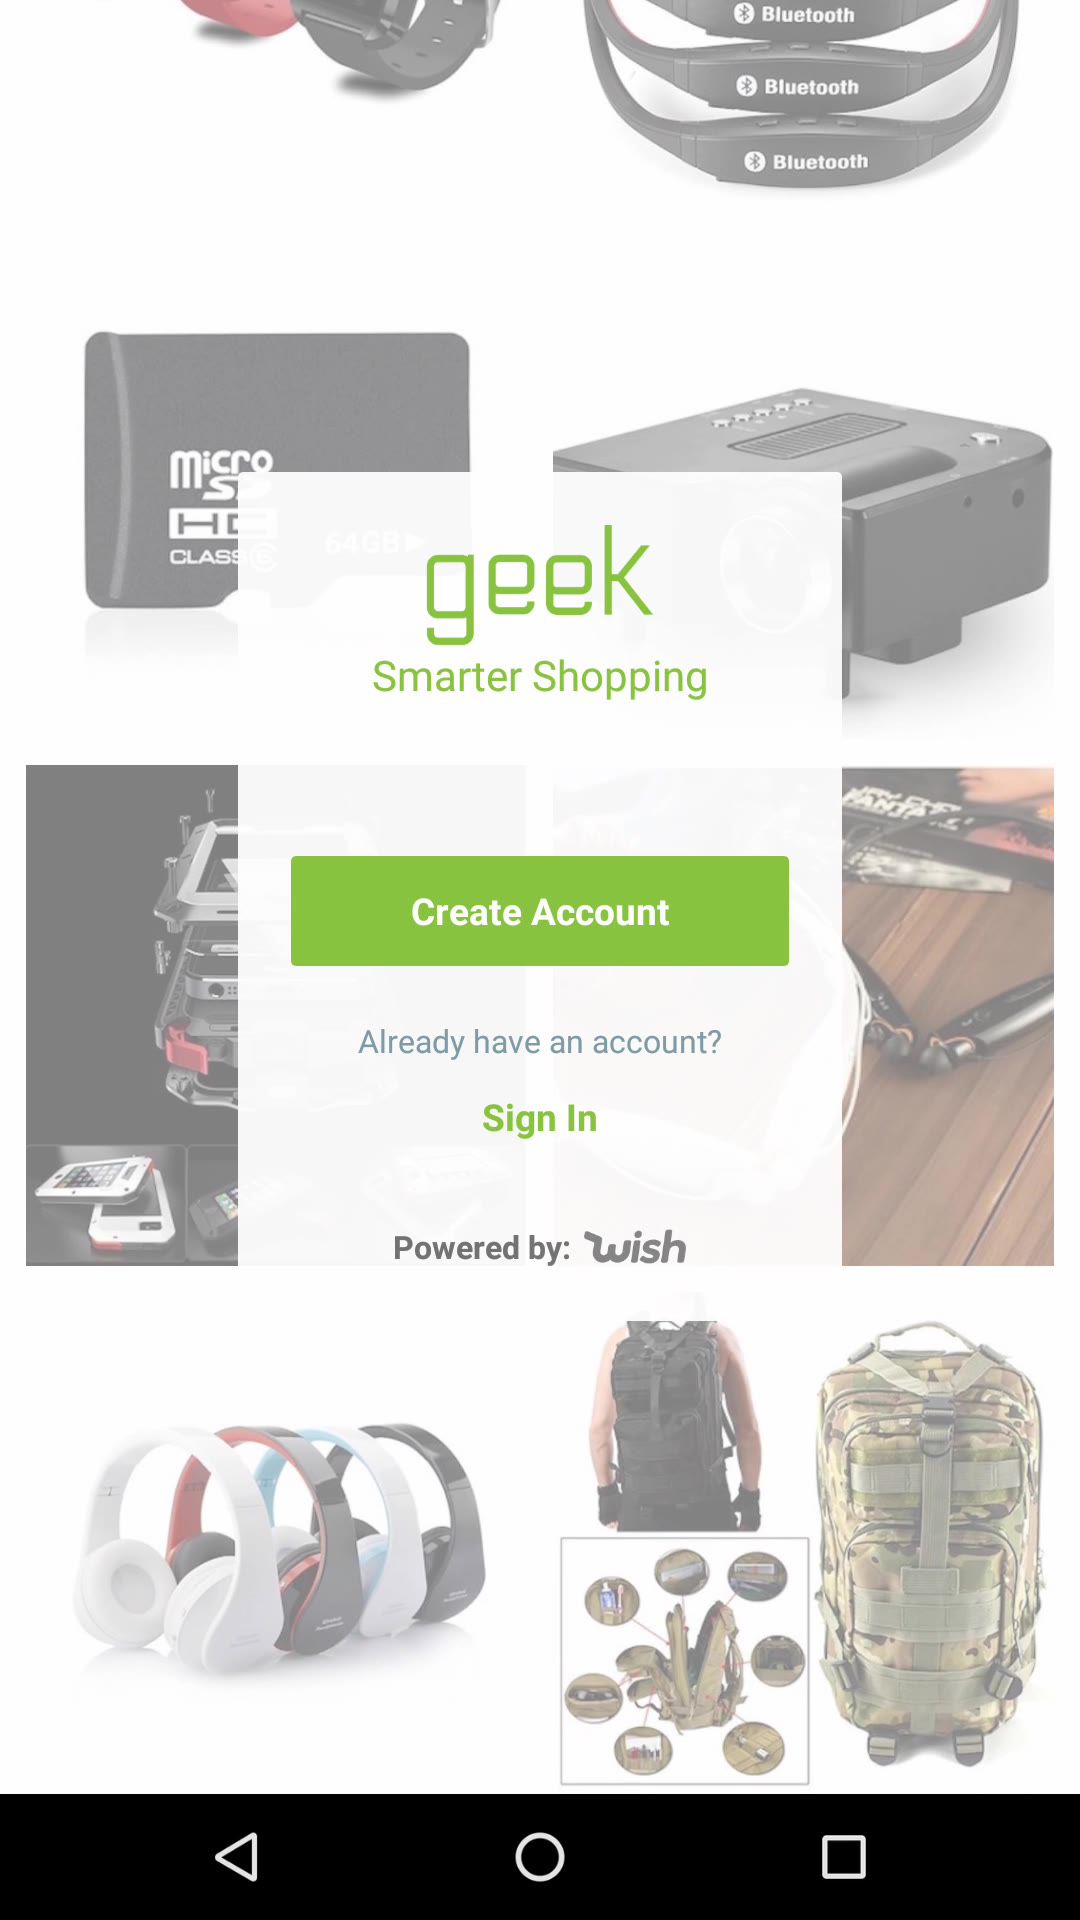 Bluetooth
Bluetooth
Bluetooth
Micro
HC
64GB
CLASS 6
geek
Smarter Shopping
Create Account
Already have an account?
Sign In
Powered by: wish